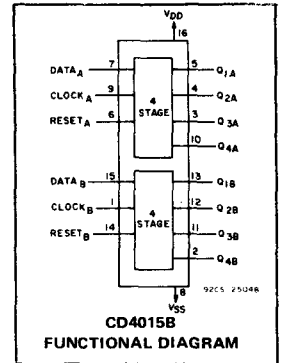 VDD
16
DATAA 7 5 Q1A
CLOCKA 9 4 Q2A
RESETA 6 3 Q3A
10 Q4A
4
STAGE
DATAB 15 13 Q1B
CLOCKB 1 12 Q2B
RESETB 14 11 Q3B
2 Q4B
4
STAGE
8
VSS
92CS 25048
CD4015B
FUNCTIONAL DIAGRAM